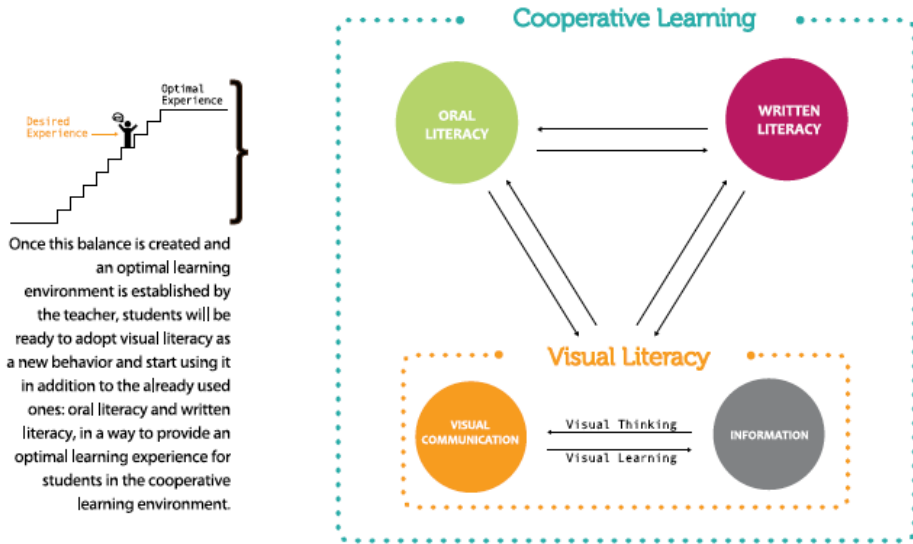 Cooperative Learning
Optimal
Experience
Desired
Experience
ORAL
LITERACY
WRITTEN
LITERACY
Once this balance is created and
an optimal learning
environment is established by
the teacher, students will be
ready to adopt visual literacy as
a new behavior and start using it
in addition to the already used
ones: oral literacy and written
literacy, in a way to provide an
optimal learning experience for
students in the cooperative
learning environment.
Visual Literacy
VISUAL
COMMUNICATION
Visual Thinking
Visual Learning
INFORMATION